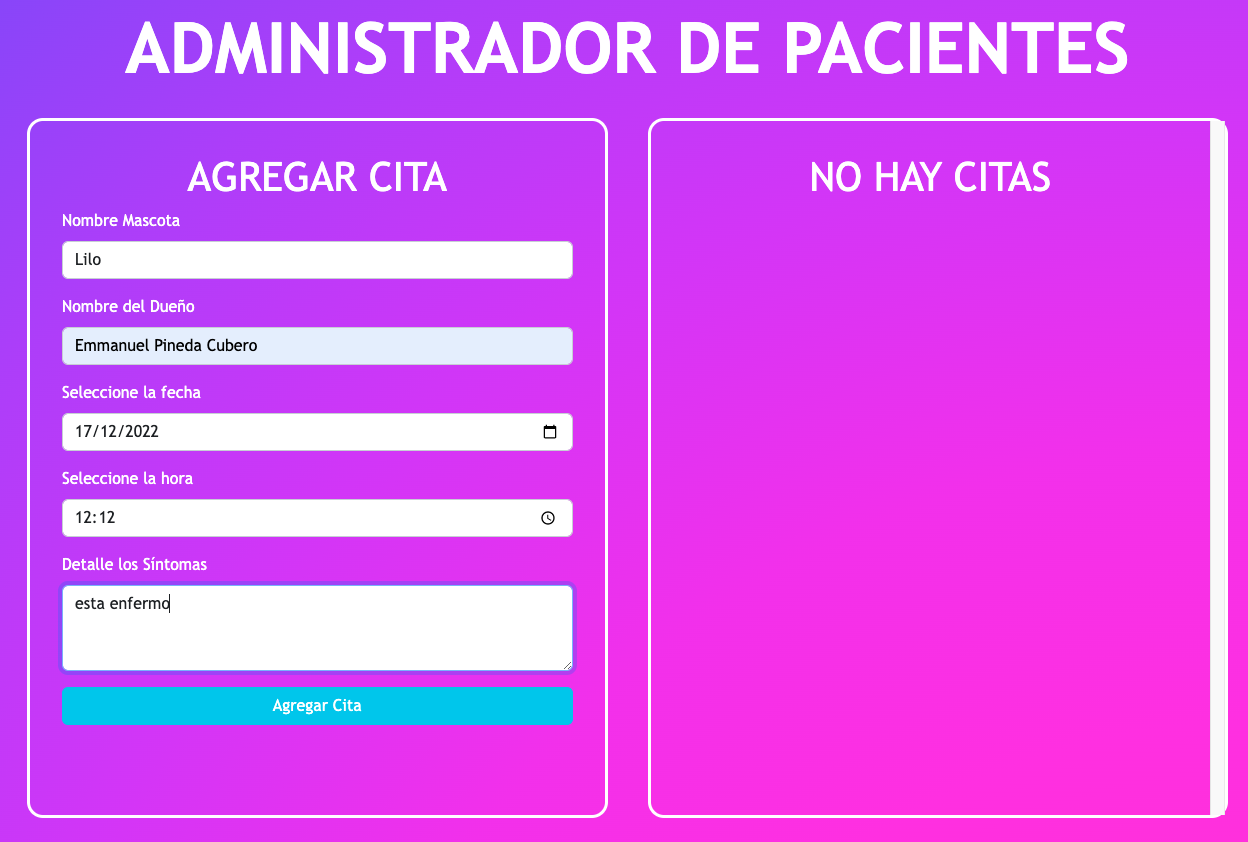 ADMINISTRADOR DE PACIENTES
AGREGAR CITA
Nombre Mascota
Lilo
Nombre del Dueño
Emmanuel Pineda Cubero
Seleccione la fecha
17/12/2022
Seleccione la hora
12:12
Detalle los Síntomas
esta enfermo
Agregar Cita
NO HAY CITAS